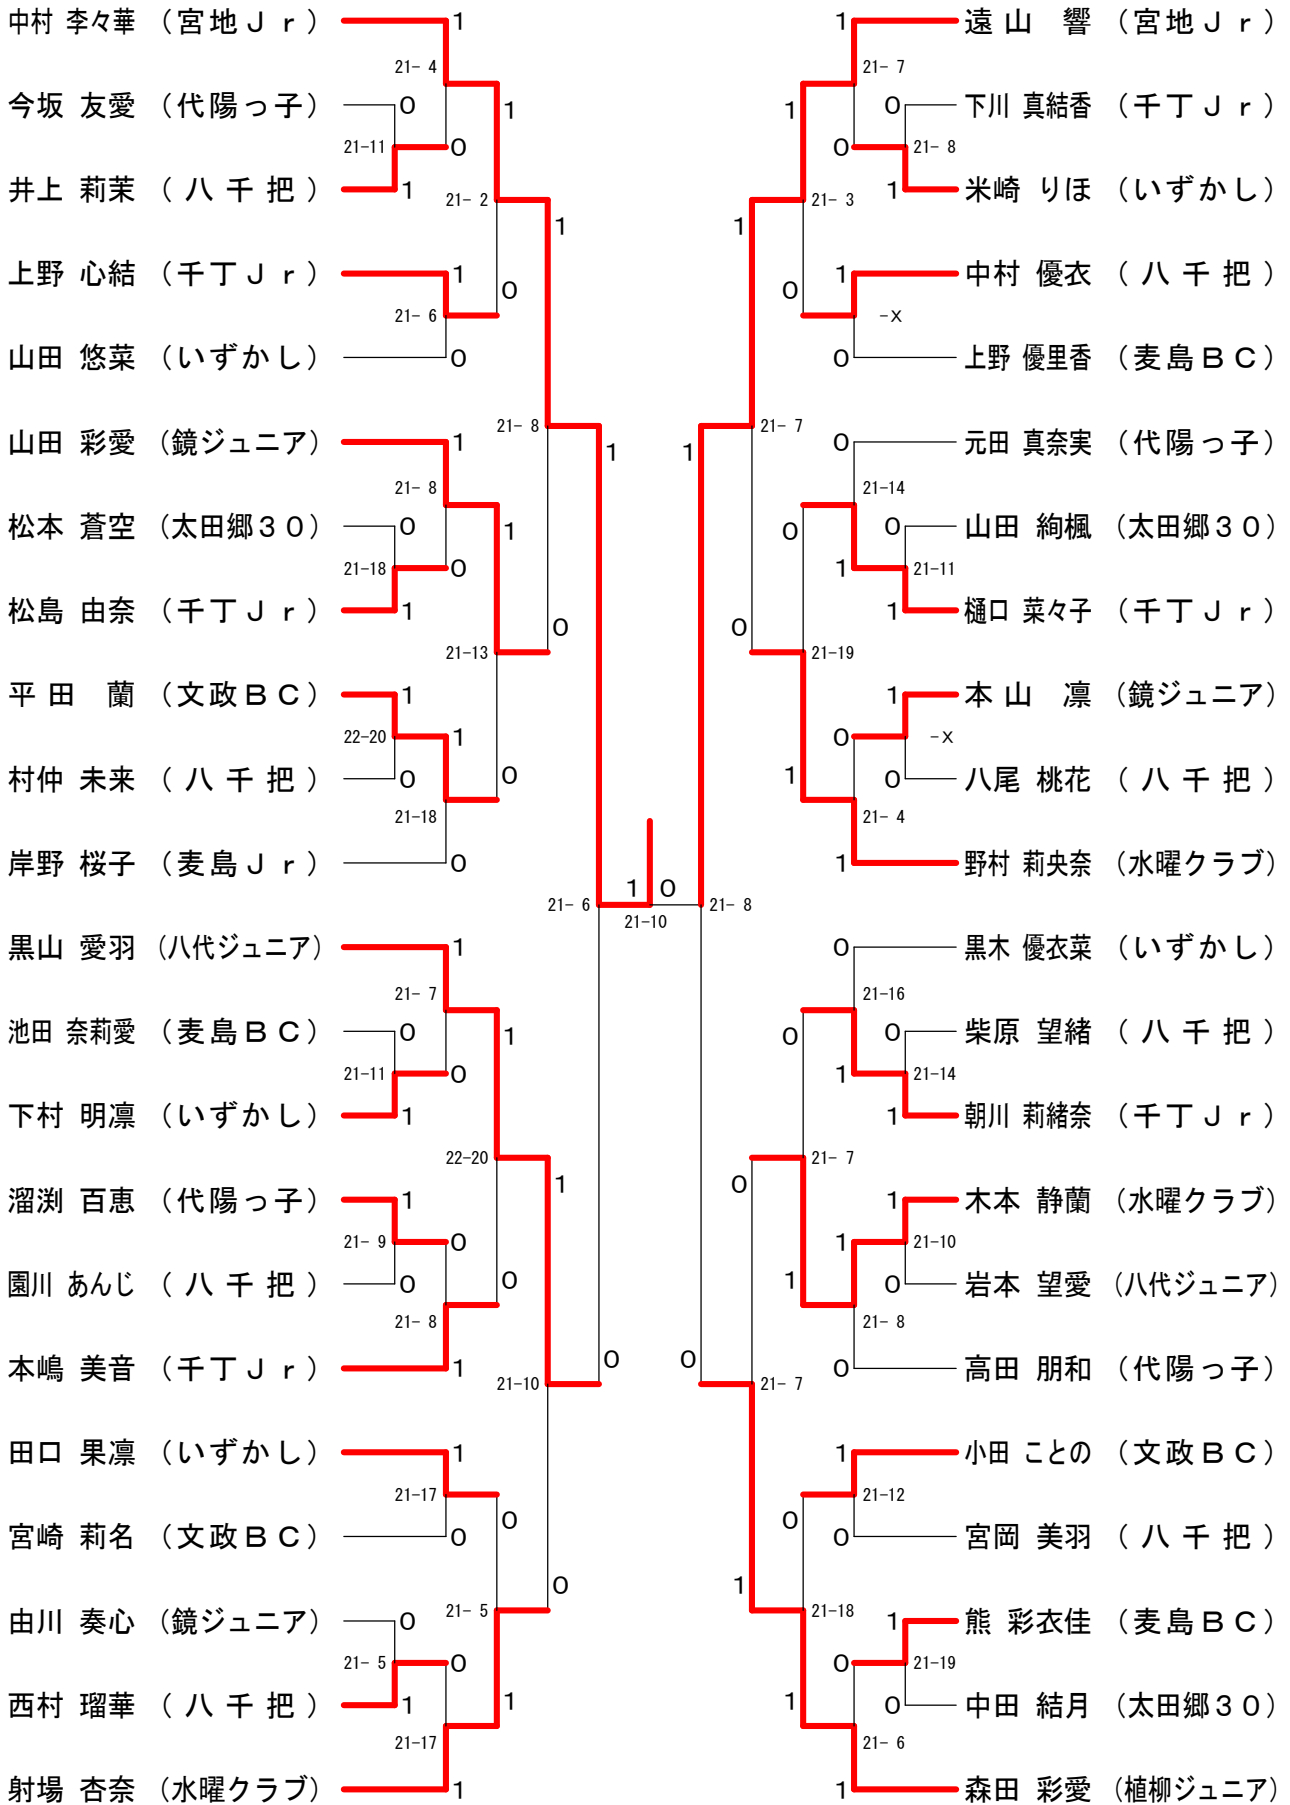 中村 李々華 （宮地Ｊｒ） 1 1 遠山 響 （宮地Ｊｒ）
21- 4 21- 7
今坂 友愛 （代陽っ子） 0 1 1 0 下川 真結香 （千丁Ｊｒ）
21-11 0 0 21- 8
井上 莉茉 （八千把） 1 21- 2 21- 3 1 米崎 りほ （いずかし）
1 1
上野 心結 （千丁Ｊｒ） 1 0 0 1 中村 優衣 （八千把）
21- 6 -X
山田 悠菜 （いずかし） 0 0 上野 優里香 （麦島ＢＣ）
21- 8 21- 7
山田 彩愛 （鏡ジュニア） 1 1 1 0 元田 真奈実 （代陽っ子）
21- 8 21-14
松本 蒼空 （太田郷３０） 0 1 0 0 山田 絢楓 （太田郷３０）
21-18 0 1 21-11
松島 由奈 （千丁Ｊｒ） 1 0 0 1 樋口 菜々子 （千丁Ｊｒ）
21-13 21-19
平田 蘭 （文政ＢＣ） 1 1 本山 凛 （鏡ジュニア）
22-20 1 0 -X
村仲 未来 （八千把） 0 0 1 0 八尾 桃花 （八千把）
21-18 21- 4
岸野 桜子 （麦島Ｊｒ） 0 1 野村 莉央奈 （水曜クラブ）
1 0
21- 6 21-10 21- 8
黒山 愛羽 （八代ジュニア） 1 0 黒木 優衣菜 （いずかし）
21- 7 21-16
池田 奈莉愛 （麦島ＢＣ） 0 1 0 0 柴原 望緒 （八千把）
21-11 0 1 21-14
下村 明凛 （いずかし） 1 1 朝川 莉緒奈 （千丁Ｊｒ）
22-20 21- 7
溜渕 百恵 （代陽っ子） 1 1 0 1 木本 静蘭 （水曜クラブ）
21- 9 0 1 21-10
園川 あんじ （八千把） 0 0 1 0 岩本 望愛 （八代ジュニア）
21- 8 21- 8
本嶋 美音 （千丁Ｊｒ） 1 0 0 0 高田 朋和 （代陽っ子）
21-10 21- 7
田口 果凛 （いずかし） 1 1 小田 ことの （文政ＢＣ）
21-17 0 0 21-12
宮崎 莉名 （文政ＢＣ） 0 0 宮岡 美羽 （八千把）
0 1
由川 奏心 （鏡ジュニア） 0 21- 5 21-18 1 熊 彩衣佳 （麦島ＢＣ）
21- 5 0 0 21-19
西村 瑠華 （八千把） 1 1 1 0 中田 結月 （太田郷３０）
21-17 21- 6
射場 杏奈 （水曜クラブ） 1 1 森田 彩愛 （植柳ジュニア）